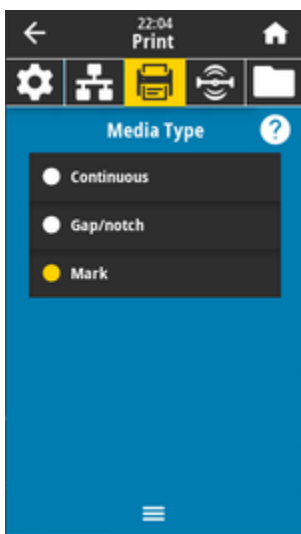 22:04
Print
Media Type
?
Continuous
Gap/notch
Mark